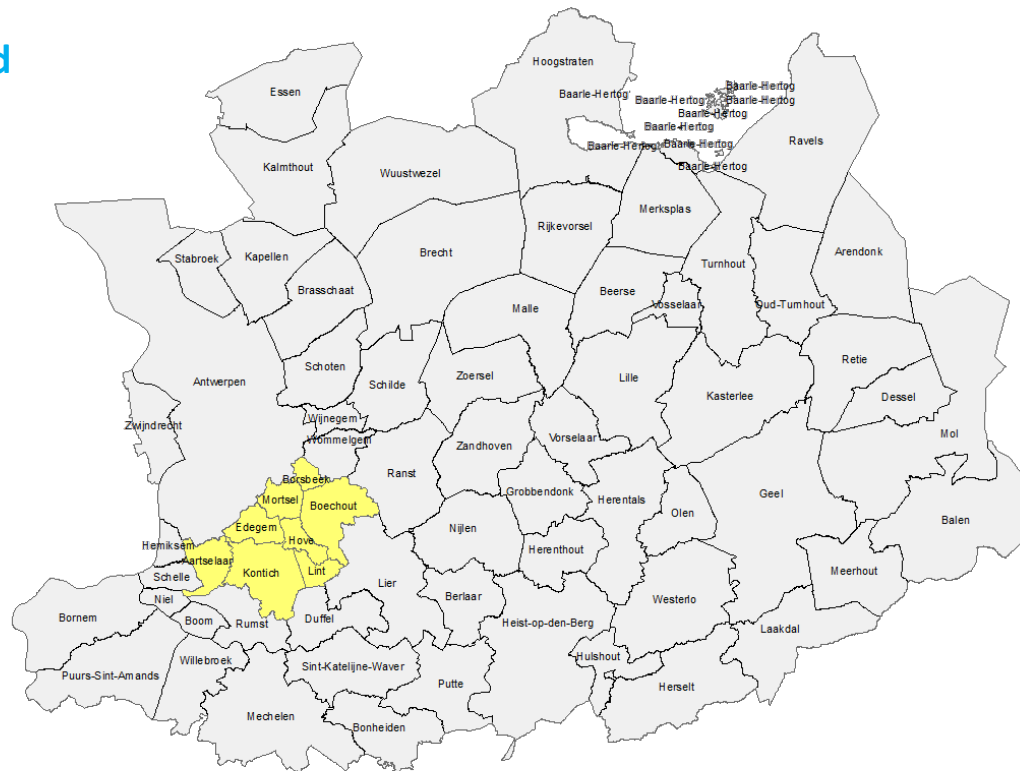 d
Hoogstraten
Essen
Baarle-Hertog
Baarle-Hertog
Baarle-Hertog
Baarle-Hertog
Baarle-Hertog
Baarle-Hertog
Baarle-Hertog
Baarle-Hertog
Baarle-Hertog
Ravels
Kalmthout
Wuustwezel
Merksplas
Rijkevorsel
Brecht
Stabroek
Kapellen
Arendonk
Turnhout
Brasschaat
Beerse
Vosselaar
Oud-Turnhout
Malle
Retie
Schoten
Zoersel
Lille
Antwerpen
Schilde
Kasterlee
Dessel
Wijnegem
Zwijndrecht
Mol
Wommelgem
Zandhoven
Vorselaar
Ranst
Borsbeek
Grobbendonk
Herentals
Geel
Mortsel
Boechout
Olen
Balen
Edegem
Nijlen
Hove
Hemiksem
Herenthout
Aartselaar
Kontich
Lint
Meerhout
Schelle
Lier
Berlaar
Niel
Westerlo
Bornem
Boom
Rumst
Duffel
Heist-op-den-Berg
Laakdal
Willebroek
Sint-Katelijne-Waver
Hulshout
Puurs-Sint-Amands
Putte
Herselt
Mechelen
Bonheiden